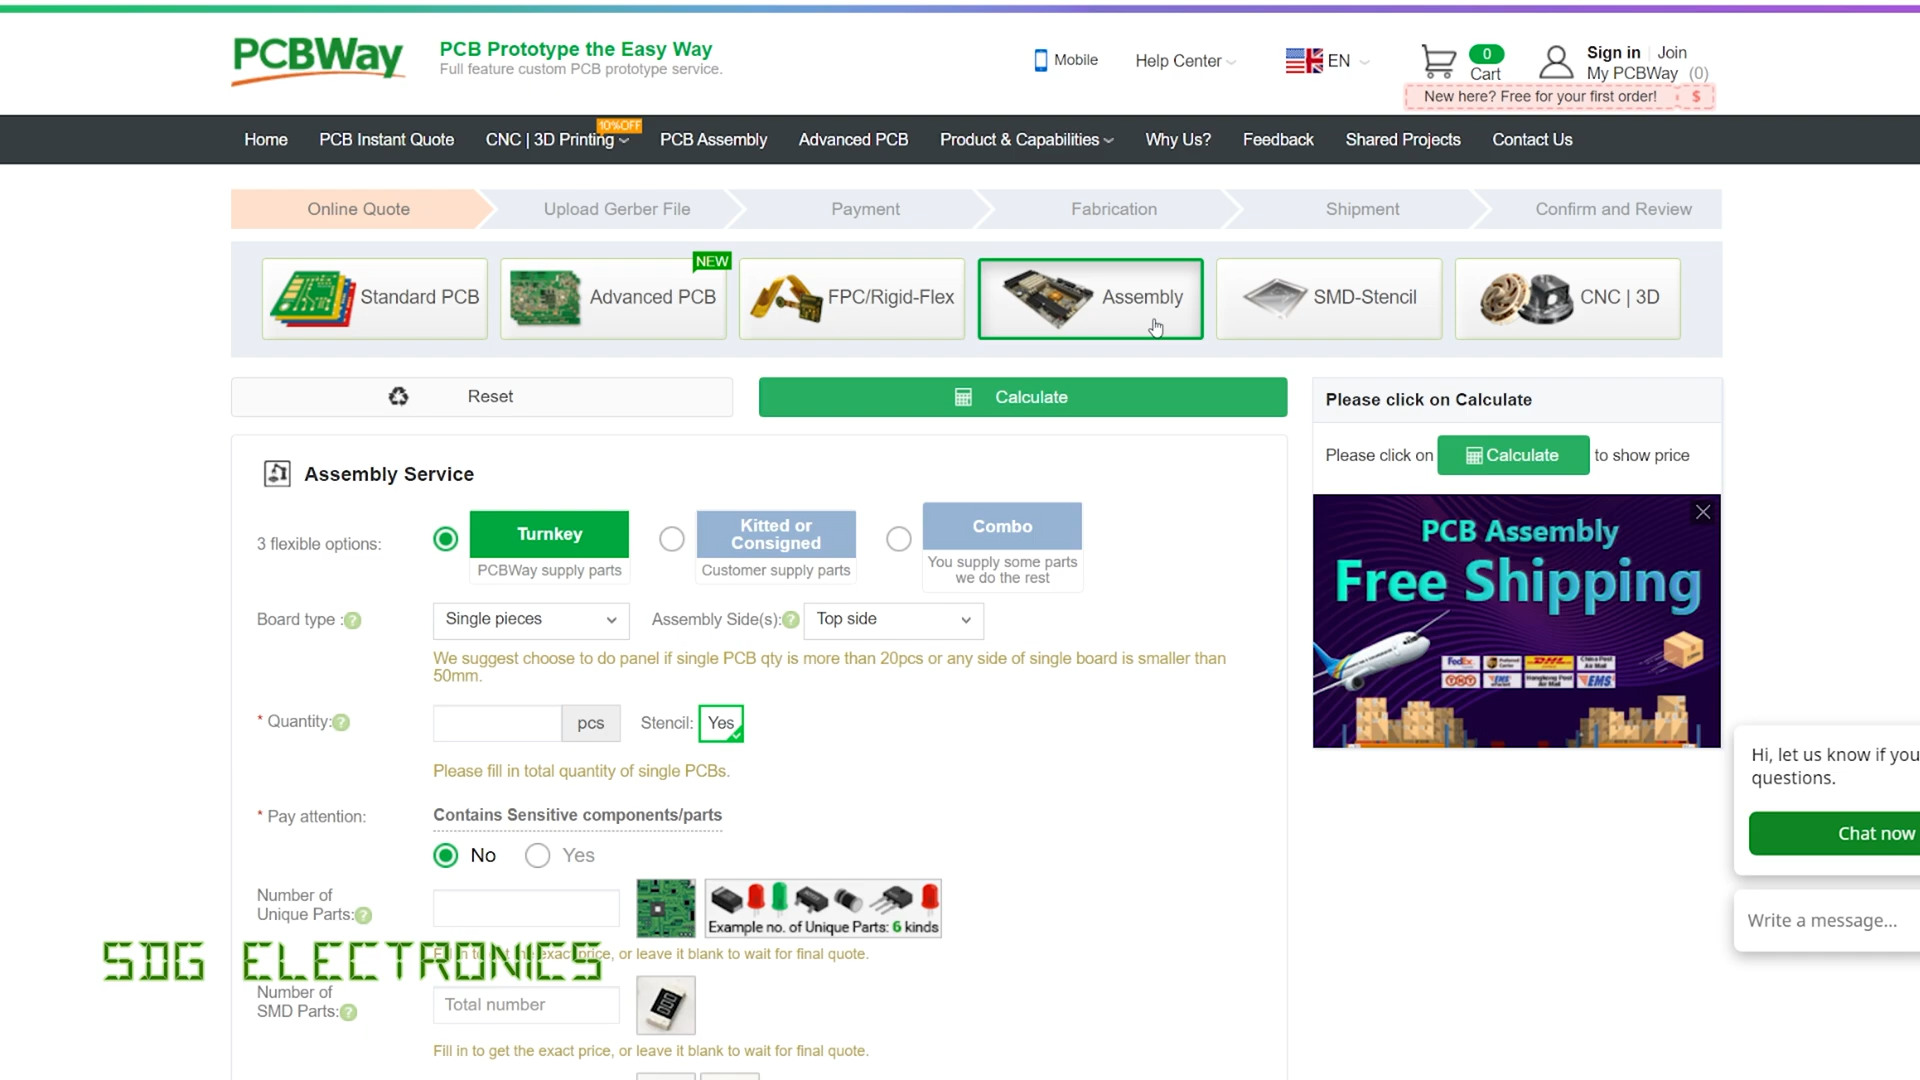 PCBWay
PCB Prototype the Easy Way
Full feature custom PCB prototype service.
Mobile
Help Center
EN
0
Cart
Sign in
Join
My PCBWay (0)
New here? Free for your first order! $
Home
PCB Instant Quote
CNC | 3D Printing
10%OFF
PCB Assembly
Advanced PCB
Product & Capabilities
Why Us?
Feedback
Shared Projects
Contact Us
Online Quote
Upload Gerber File
Payment
Fabrication
Shipment
Confirm and Review
Standard PCB
NEW
Advanced PCB
FPC/Rigid-Flex
Assembly
SMD-Stencil
CNC | 3D
Reset
Calculate
Please click on Calculate
Please click on Calculate to show price
Assembly Service
3 flexible options:
Turnkey
PCBWay supply parts
Kitted or
Consigned
Customer supply parts
Combo
You supply some parts
we do the rest
PCB Assembly
Free Shipping
FedEx
DHL
China Post
Air Mail
TNT
EMS
Board type :?
Single pieces
Assembly Side(s):?
Top side
We suggest choose to do panel if single PCB qty is more than 20pcs or any side of single board is smaller than
50mm.
* Quantity:?
pcs
Stencil:
Yes
Please fill in total quantity of single PCBs.
* Pay attention:
Contains Sensitive components/parts
No
Yes
Number of
Unique Parts:?
Example no. of Unique Parts: 6 kinds
exact price, or leave it blank to wait for final quote.
SDG ELECTRONICS
Number of
SMD Parts:?
Total number
Fill in to get the exact price, or leave it blank to wait for final quote.
Hi, let us know if you
questions.
Chat now
Write a message...